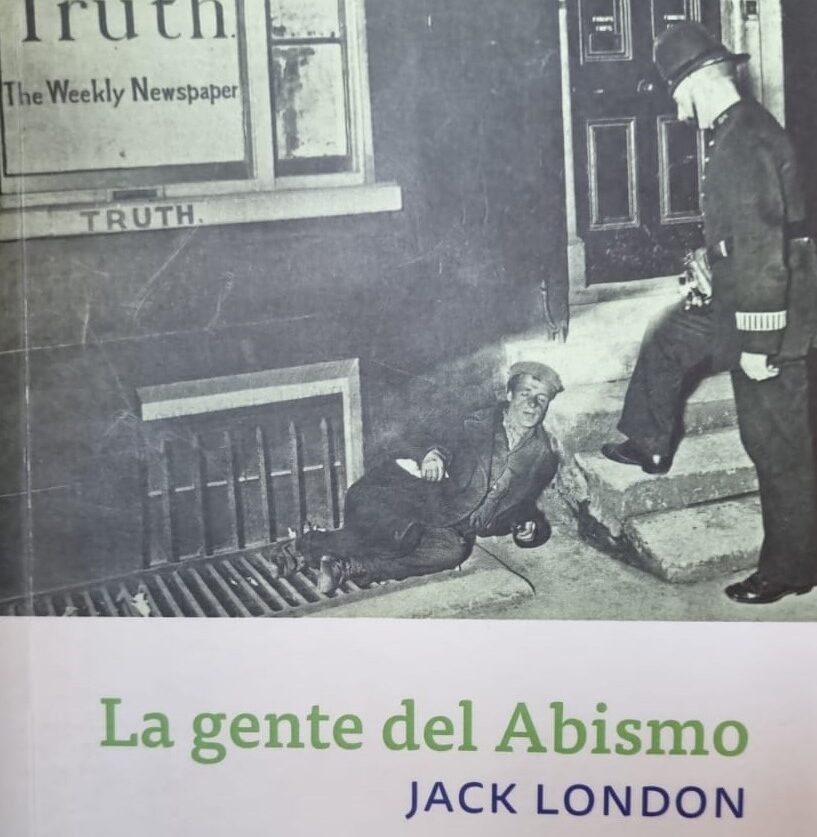 Truth.
The Weekly Newspaper
TRUTH.
La gente del Abismo
JACK LONDON